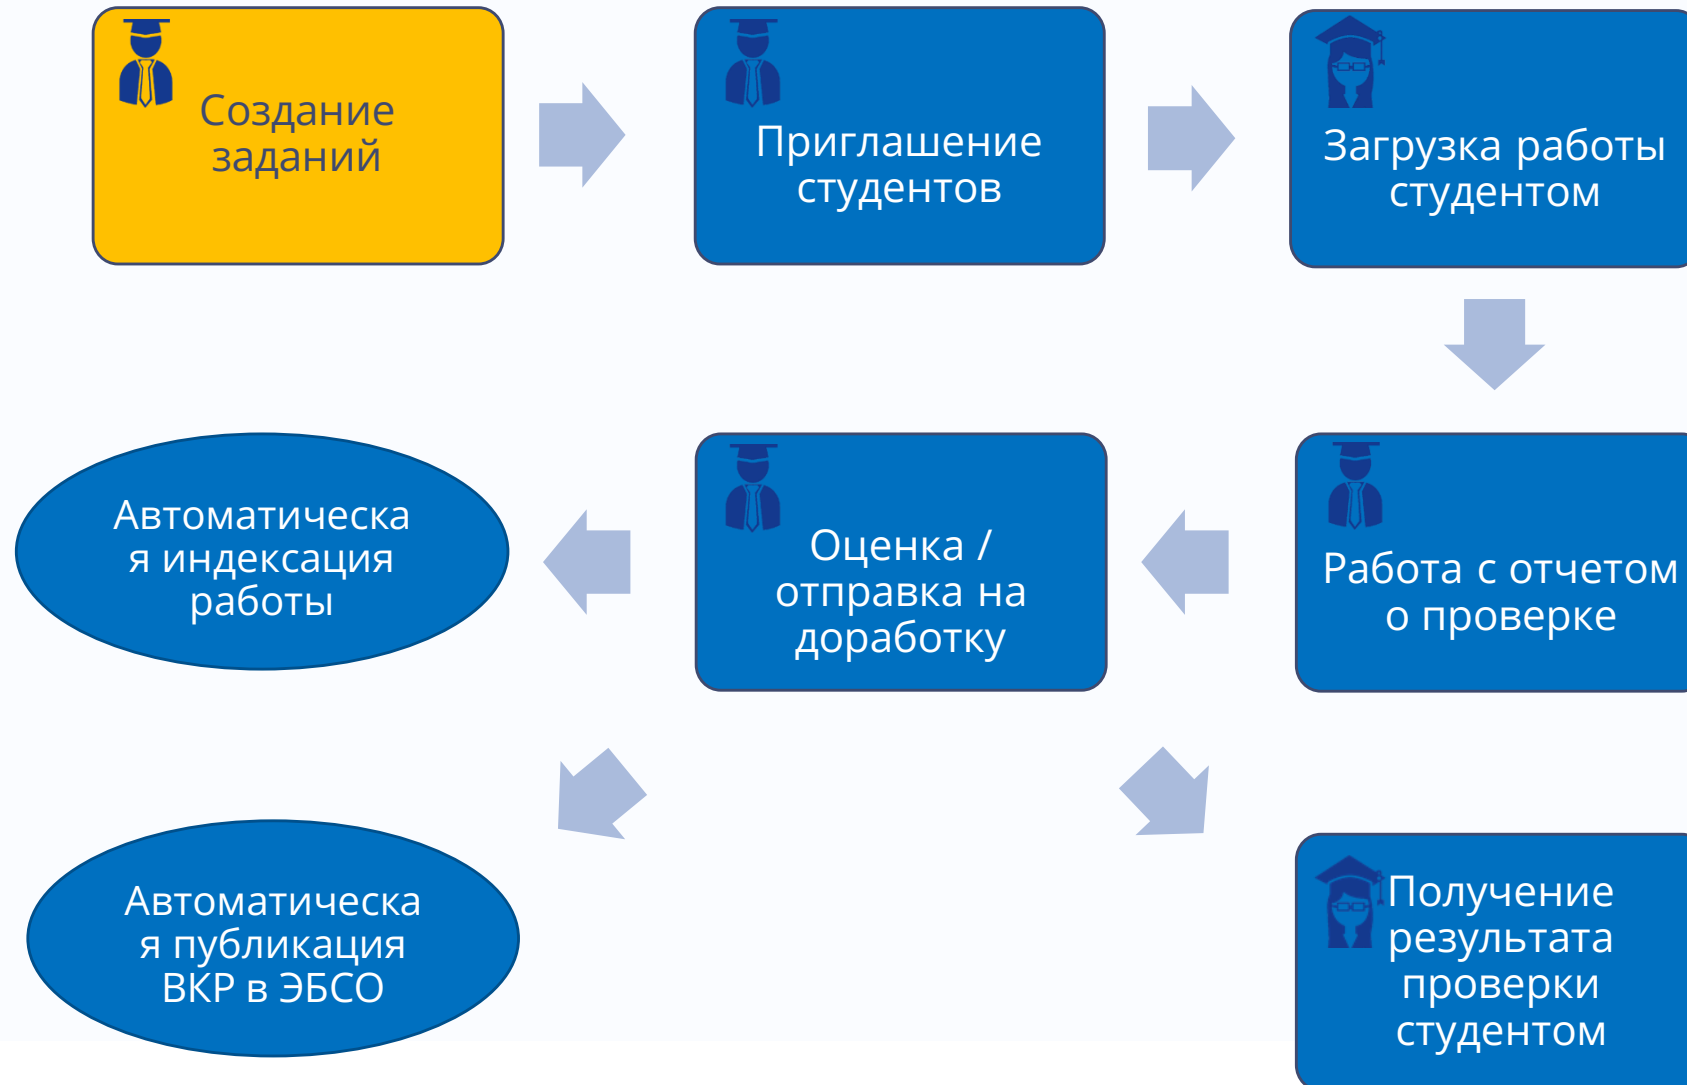 Создание
заданий
Приглашение
студентов
Загрузка работы
студентом
Автоматическа
я индексация
работы
Оценка /
отправка на
доработку
Работа с отчетом
о проверке
Автоматическа
я публикация
ВКР в ЭБСО
Получение
результата
проверки
студентом